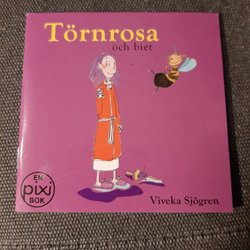 Törnrosa
och biet
EN
pixi
BOK
Viveka Sjögren